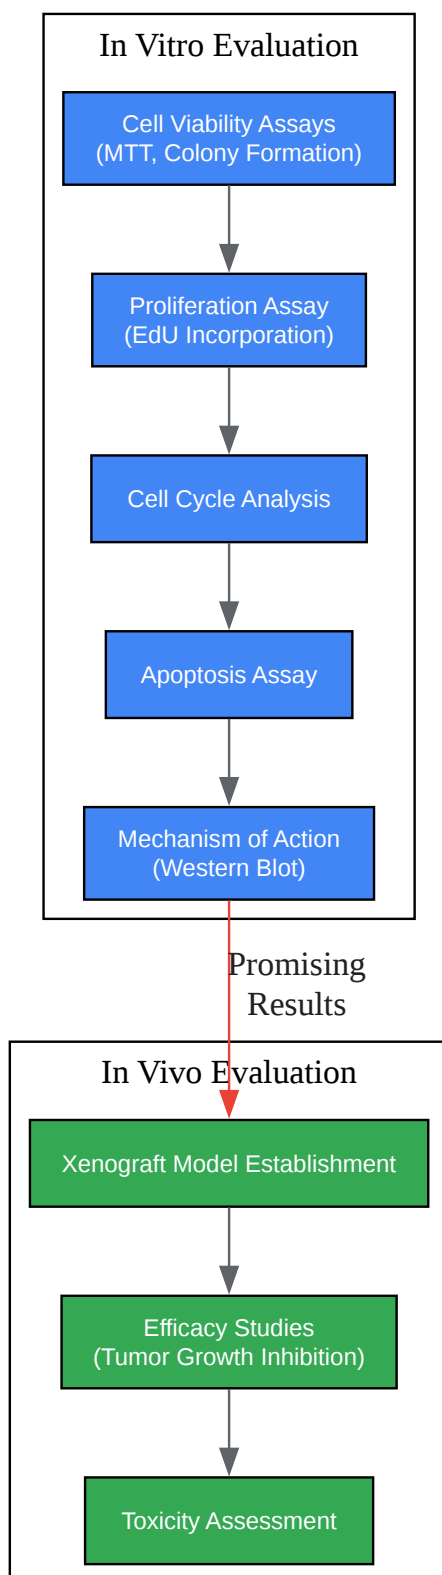 In Vitro Evaluation
Cell Viability Assays
(MTT, Colony Formation)
Proliferation Assay
(EdU Incorporation)
Cell Cycle Analysis
Apoptosis Assay
Mechanism of Action
(Western Blot)
Promising
Results
In Vivo Evaluation
Xenograft Model Establishment
Efficacy Studies
(Tumor Growth Inhibition)
Toxicity Assessment